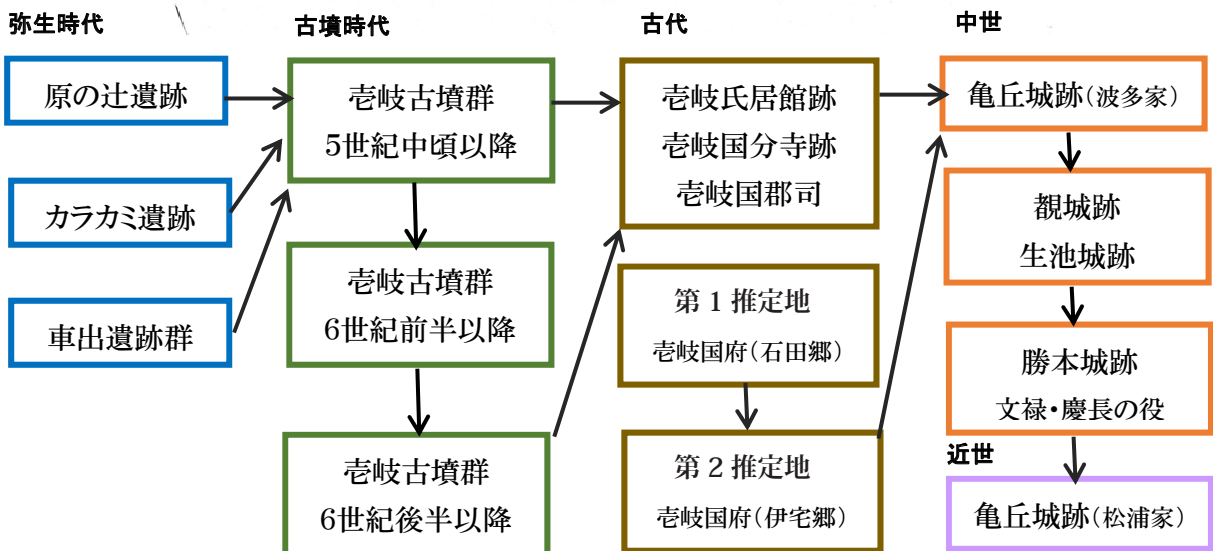 弥生時代
原の辻遺跡
カラカミ遺跡
車出遺跡群
古墳時代
壱岐古墳群
5世紀中頃以降
壱岐古墳群
6世紀前半以降
壱岐古墳群
6世紀後半以降
古代
壱岐氏居館跡
壱岐国分寺跡
壱岐国郡司
第1推定地
壱岐国府(石田郷)
第2推定地
壱岐国府(伊宅郷)
中世
亀丘城跡(波多家)
覩城跡
生池城跡
勝本城跡
文禄・慶長の役
近世
亀丘城跡(松浦家)